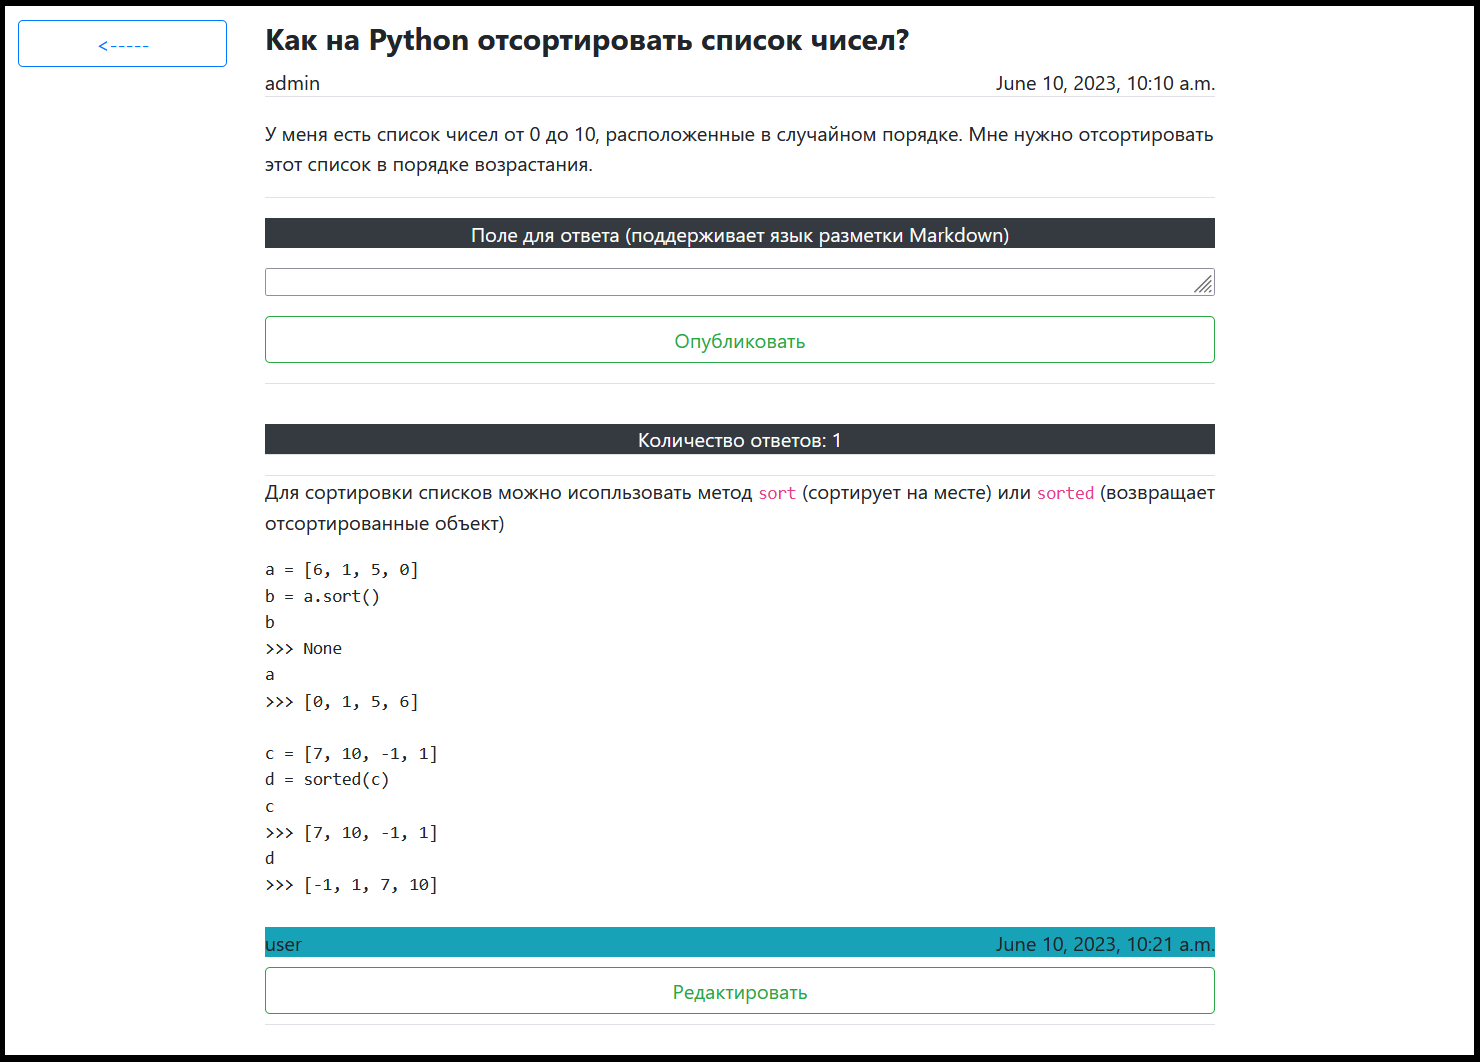 <-----
Как на Python отсортировать список чисел?
admin June 10, 2023, 10:10 a.m.
У меня есть список чисел от 0 до 10, расположенные в случайном порядке. Мне нужно отсортировать
этот список в порядке возрастания.
Поле для ответа (поддерживает язык разметки Markdown)
Опубликовать
Количество ответов: 1
Для сортировки списков можно исопльзовать метод sort (сортирует на месте) или sorted (возвращает
отсортированные объект)
a = [6, 1, 5, 0]
b = a.sort()
b
>>> None
a
>>> [0, 1, 5, 6]
c = [7, 10, -1, 1]
d = sorted(c)
c
>>> [7, 10, -1, 1]
d
>>> [-1, 1, 7, 10]
user June 10, 2023, 10:21 a.m.
Редактировать